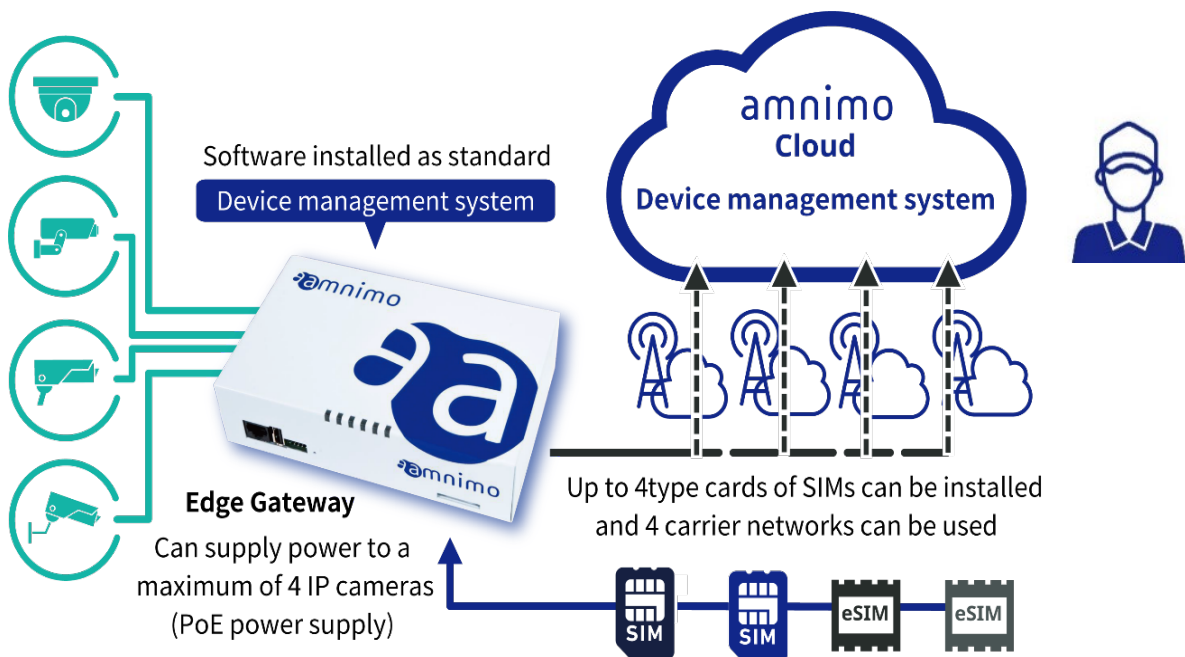 Software installed as standard
Device management system
amnimo
Cloud
Device management system
amnimo
aa
amnimo
Edge Gateway
Can supply power to a
maximum of 4 IP cameras
(PoE power supply)
Up to 4type cards of SIMs can be installed
and 4 carrier networks can be used
SIM
SIM
eSIM
eSIM